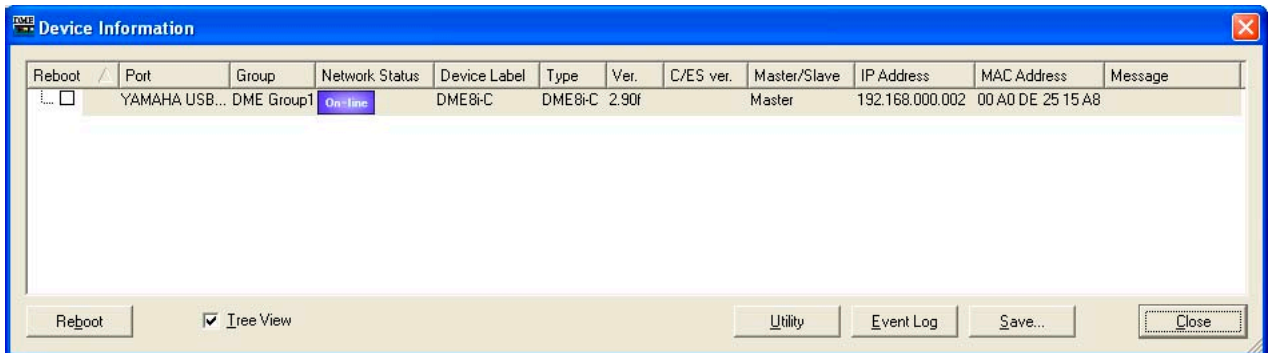 DME Device Information
Reboot Port Group Network Status Device Label Type Ver. C/ES ver. Master/Slave IP Address MAC Address Message
YAMAHA USB... DME Group1 On-line DME8i-C DME8i-C 2.90f Master 192.168.000.002 00 A0 DE 25 15 A8
Reboot Tree View Utility Event Log Save... Close